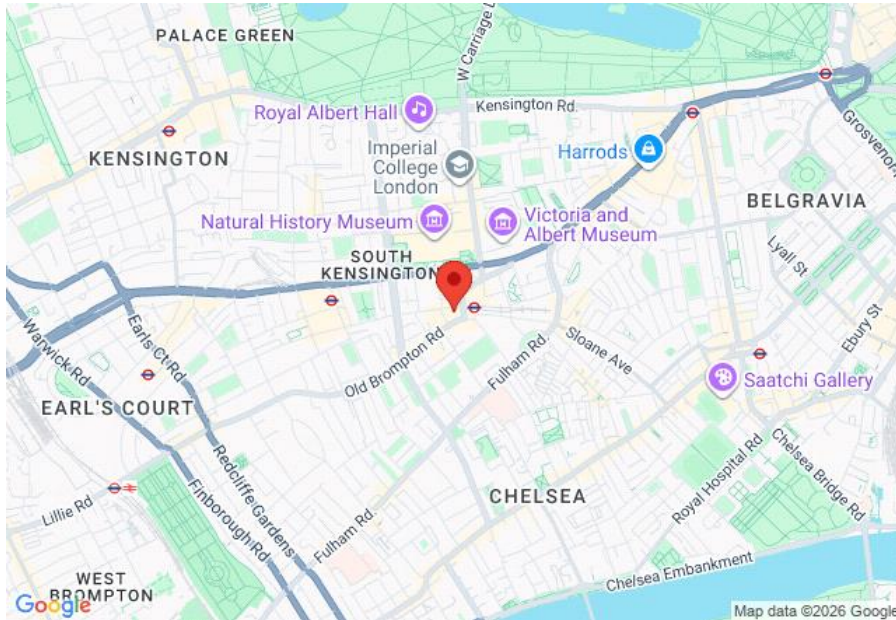 PALACE GREEN
W Carriage
Royal Albert Hall
Kensington Rd.
KENSINGTON
Imperial
College
London
Harrods
Grosveno
BELGRAVIA
Natural History Museum
Victoria and
Albert Museum
SOUTH
KENSINGTON
Lyall St
Ebury St
Warwick Rd
Earls Ct Rd
Old Brompton Rd
Fulham Rd.
Sloane Ave
Saatchi Gallery
EARL'S COURT
Redcliffe Gardens
Finborough Rd
Lillie Rd
CHELSEA
Royal Hospital Rd
Chelsea Bridge Rd
Fulham Rd.
WEST
BROMPTON
Chelsea Embankment
Google
Map data ©2026 Google